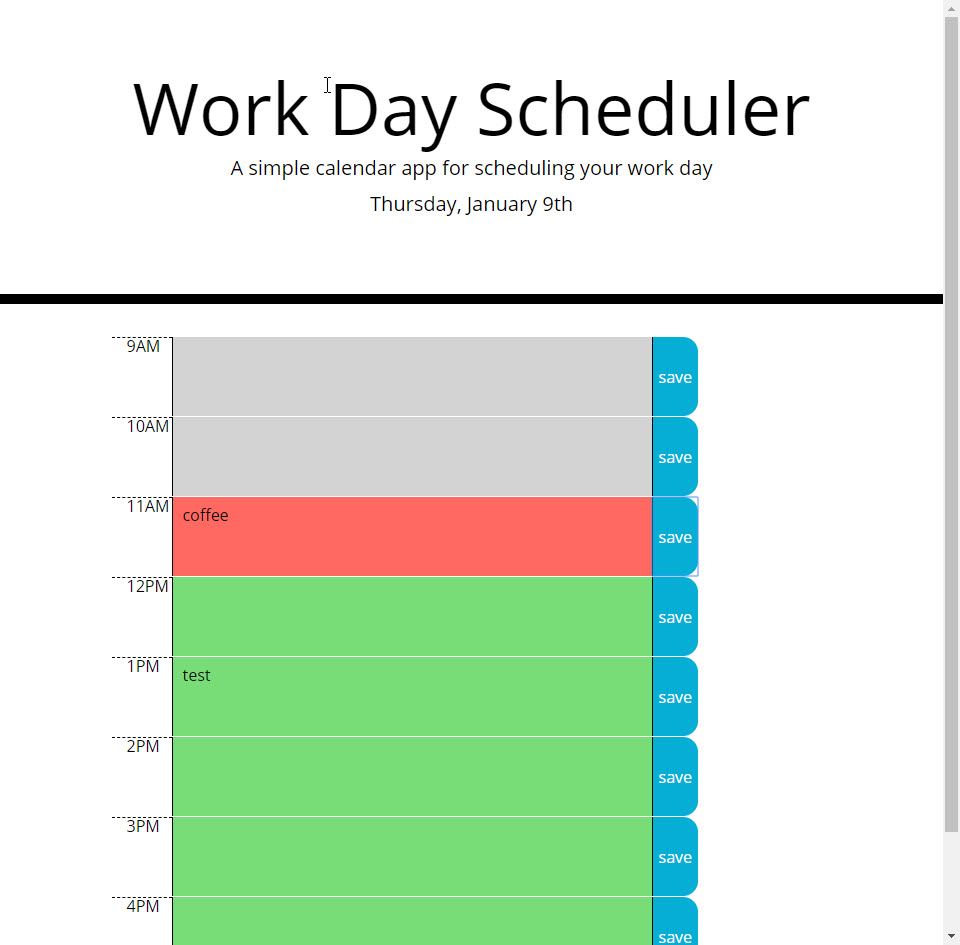 Work Day Scheduler
A simple calendar app for scheduling your work day
Thursday, January 9th
9AM save
10AM save
11AM coffee save
12PM save
1PM test save
2PM save
3PM save
4PM save